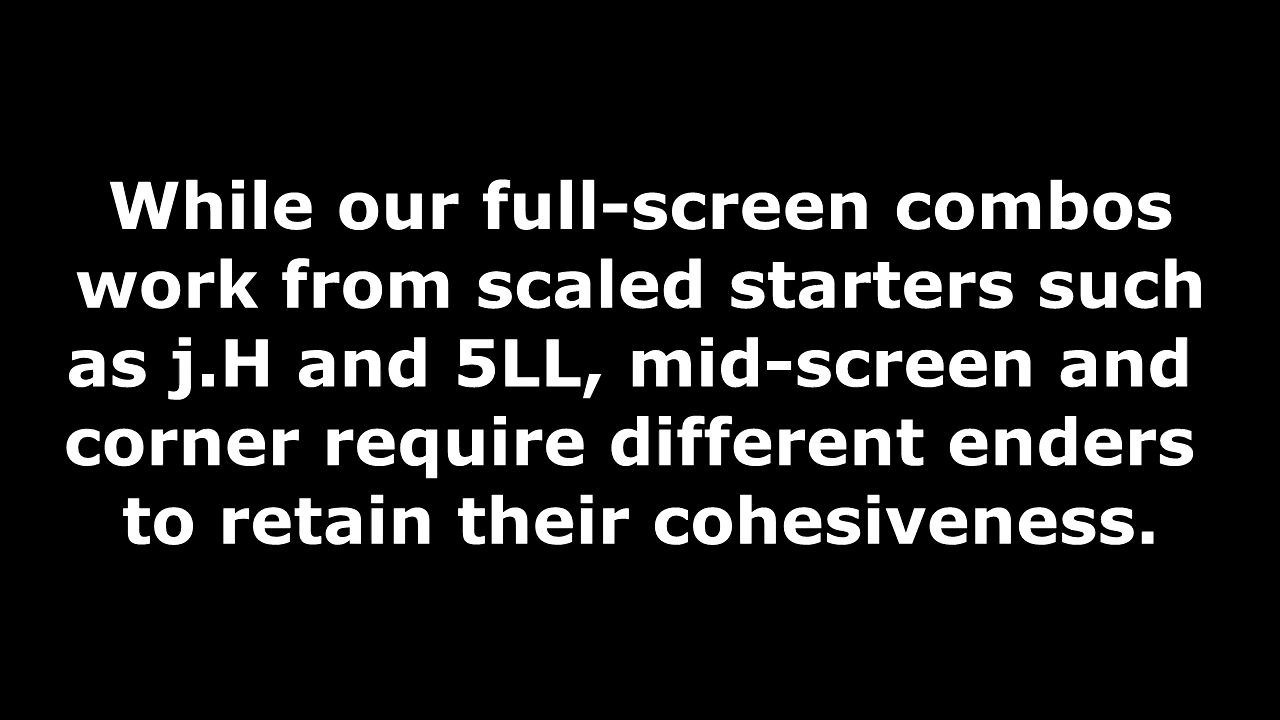 While our full-screen combos
work from scaled starters such
as j.H and 5LL, mid-screen and
corner require different enders
to retain their cohesiveness.